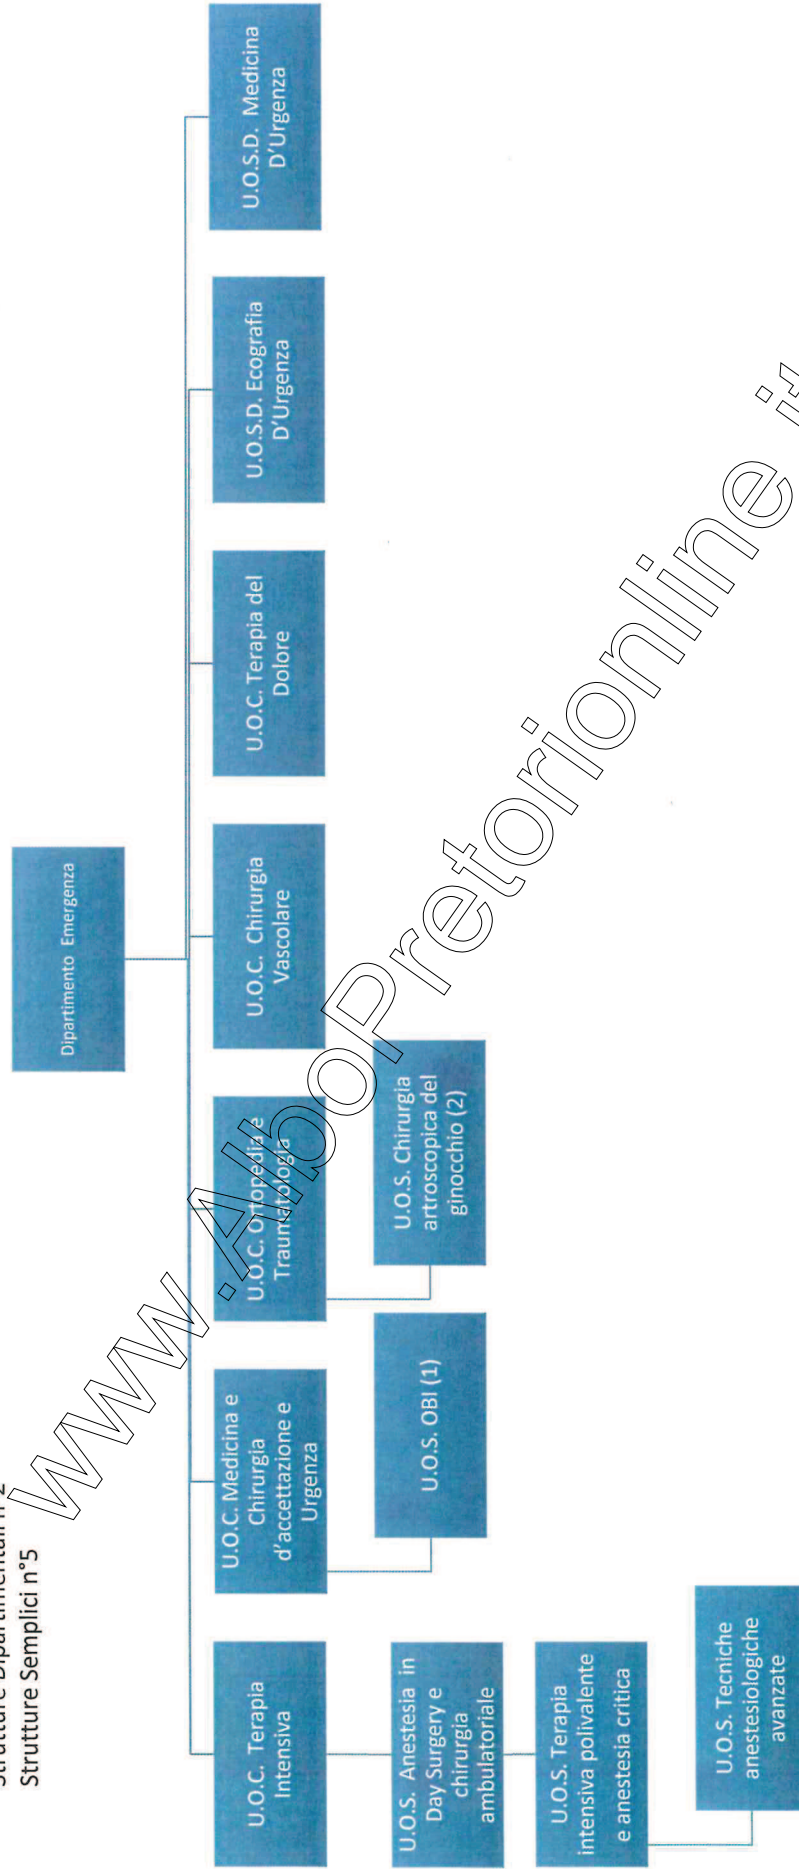 Strutture Dipartimentali n°2
Strutture Semplici n°5
Dipartimento Emergenza
U.O.C. Terapia
Intensiva
U.O.C. Medicina e
Chirurgia
d'accettazione e
Urgenza
U.O.C. Ortopedia e
Traumatologia
U.O.C. Chirurgia
Vascolare
U.O.C. Terapia del
Dolore
U.O.S.D. Ecografia
D'Urgenza
U.O.S.D. Medicina
D'Urgenza
U.O.S. Anestesia in
Day Surgery e
chirurgia
ambulatoriale
U.O.S. OBI (1)
U.O.S. Chirurgia
artroscopica del
ginocchio (2)
U.O.S. Terapia
intensiva polivalente
e anestesia critica
U.O.S. Tecniche
anestesiologiche
avanzate
www.AlboPretorionline.it